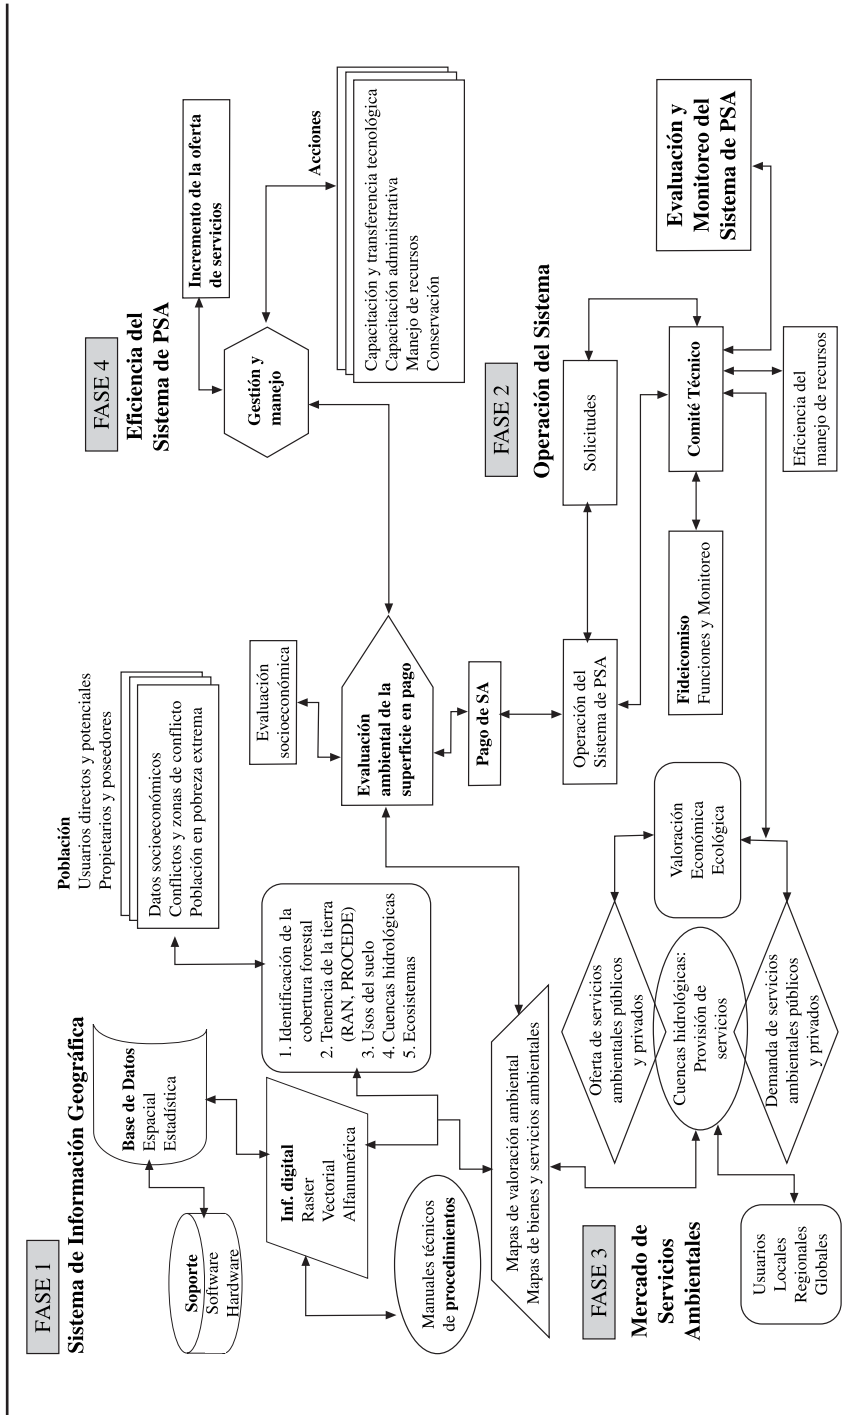 FASE 1
Sistema de Información Geográfica
Soporte
Software
Hardware
Base de Datos
Espacial
Estadística
Población
Usuarios directos y potenciales
Propietarios y poseedores
Datos socioeconómicos
Conflictos y zonas de conflicto
Población en pobreza extrema
Inf. digital
Raster
Vectorial
Alfanumérica
1. Identificación de la
cobertura forestal
2. Tenencia de la tierra
(RAN, PROCEDE)
3. Usos del suelo
4. Cuencas hidrológicas
5. Ecosistemas
Manuales técnicos
de procedimientos
Mapas de valoración ambiental
Mapas de bienes y servicios ambientales
Evaluación
socioeconómica
Evaluación
ambiental de la
superficie en pago
Pago de SA
FASE 4
Eficiencia del
Sistema de PSA
Incremento de la oferta
de servicios
Gestión y
manejo
Acciones
Capacitación y transferencia tecnológica
Capacitación administrativa
Manejo de recursos
Conservación
FASE 2
Operación del Sistema
Operación del
Sistema de PSA
Solicitudes
Fideicomiso
Funciones y Monitoreo
Comité Técnico
Eficiencia del
manejo de recursos
Evaluación y
Monitoreo del
Sistema de PSA
FASE 3
Mercado de
Servicios
Ambientales
Oferta de servicios
ambientales públicos
y privados
Cuencas hidrológicas:
Provisión de
servicios
Demanda de servicios
ambientales públicos
y privados
Valoración
Económica
Ecológica
Usuarios
Locales
Regionales
Globales